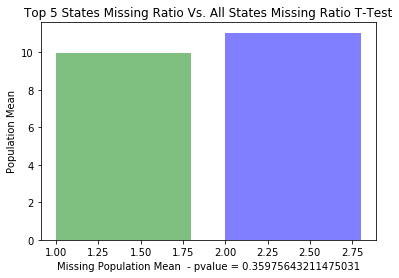 Top 5 States Missing Ratio Vs. All States Missing Ratio T-Test
Population Mean
10
8
6
4
2
0
1.00 1.25 1.50 1.75 2.00 2.25 2.50 2.75
Missing Population Mean - pvalue = 0.35975643211475031